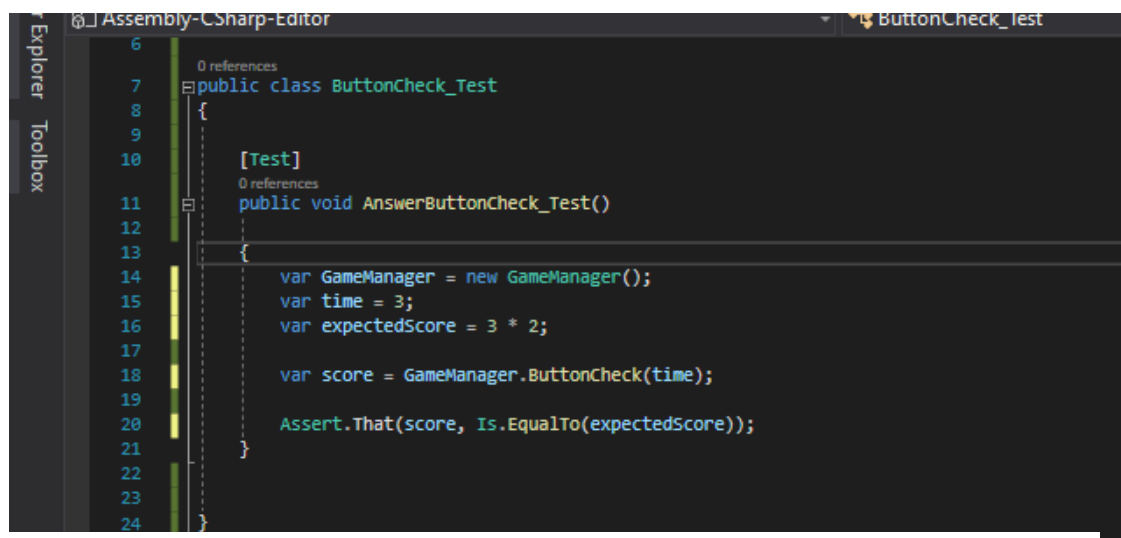 Assembly-CSharp-Editor ButtonCheck_Test
Explorer
Toolbox
6
0 references
7 public class ButtonCheck_Test
8 {
9
10 [Test]
0 references
11 public void AnswerButtonCheck_Test()
12
13 {
14 var GameManager = new GameManager();
15 var time = 3;
16 var expectedScore = 3 * 2;
17
18 var score = GameManager.ButtonCheck(time);
19
20 Assert.That(score, Is.EqualTo(expectedScore));
21 }
22
23
24 }